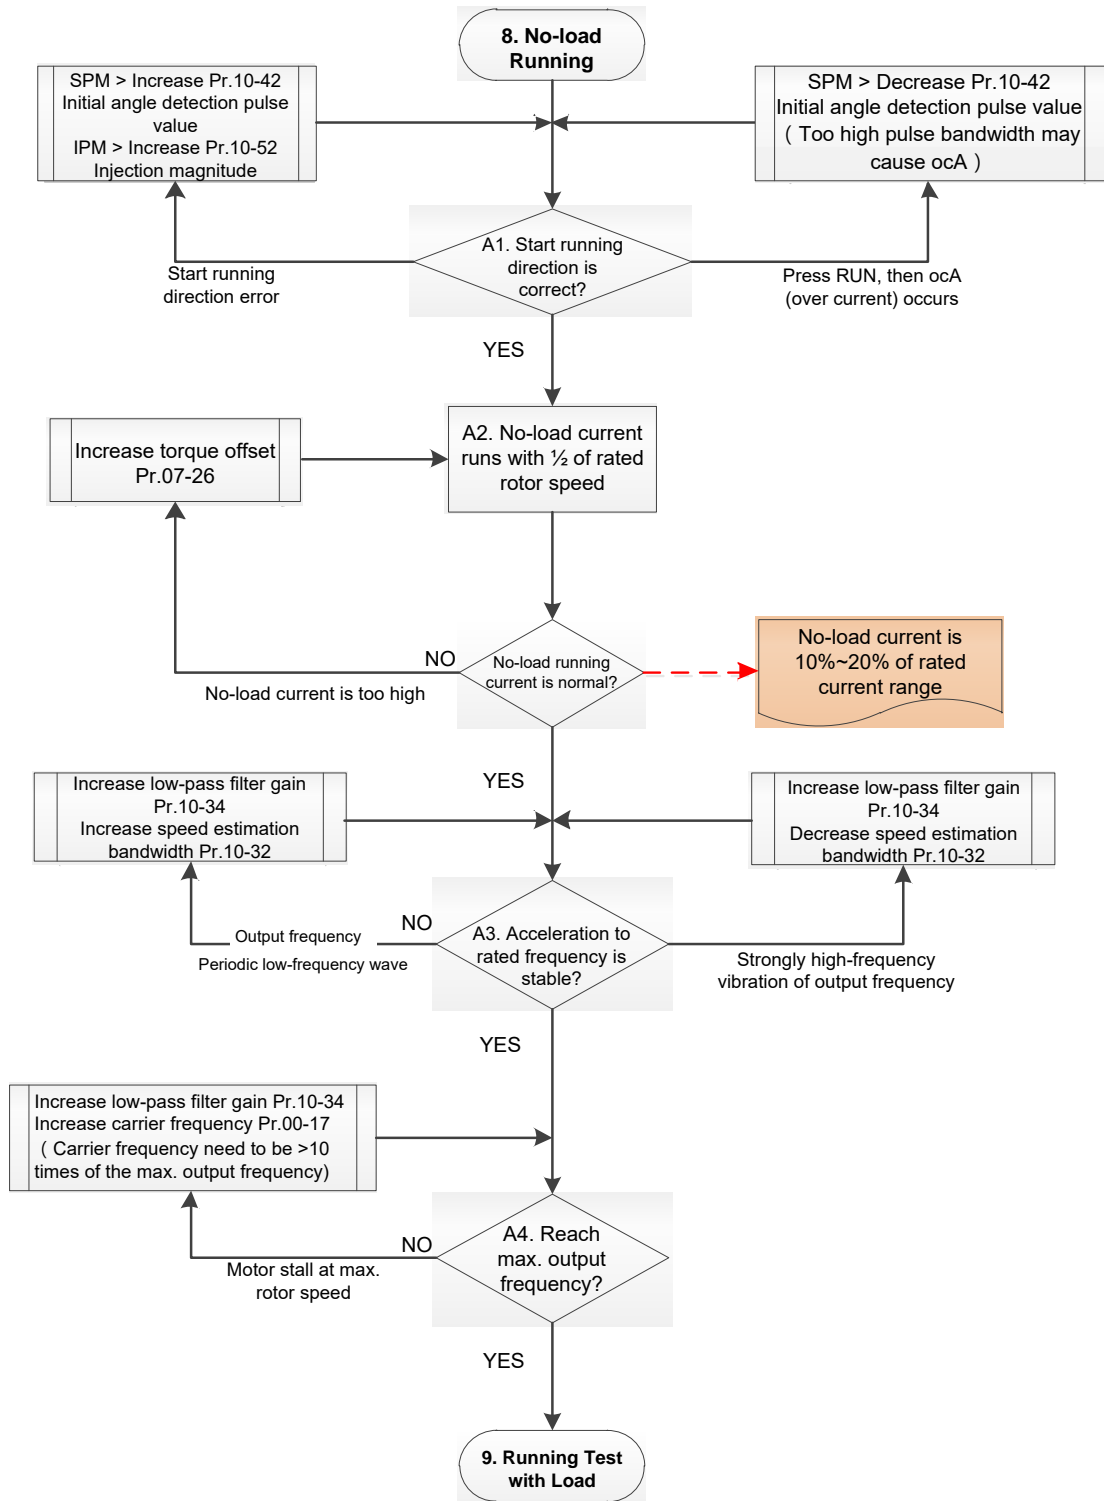 8. No-load
Running
SPM > Increase Pr.10-42
Initial angle detection pulse
value
IPM > Increase Pr.10-52
Injection magnitude
SPM > Decrease Pr.10-42
Initial angle detection pulse value
( Too high pulse bandwidth may
cause ocA )
A1. Start running
direction is
correct?
Start running
direction error
Press RUN, then ocA
(over current) occurs
YES
Increase torque offset
Pr.07-26
A2. No-load current
runs with ½ of rated
rotor speed
NO
No-load current is too high
No-load running
current is normal?
No-load current is
10%~20% of rated
current range
YES
Increase low-pass filter gain
Pr.10-34
Increase speed estimation
bandwidth Pr.10-32
Increase low-pass filter gain
Pr.10-34
Decrease speed estimation
bandwidth Pr.10-32
NO
Output frequency
Periodic low-frequency wave
A3. Acceleration to
rated frequency is
stable?
Strongly high-frequency
vibration of output frequency
YES
Increase low-pass filter gain Pr.10-34
Increase carrier frequency Pr.00-17
( Carrier frequency need to be >10
times of the max. output frequency)
NO
Motor stall at max.
rotor speed
A4. Reach
max. output
frequency?
YES
9. Running Test
with Load